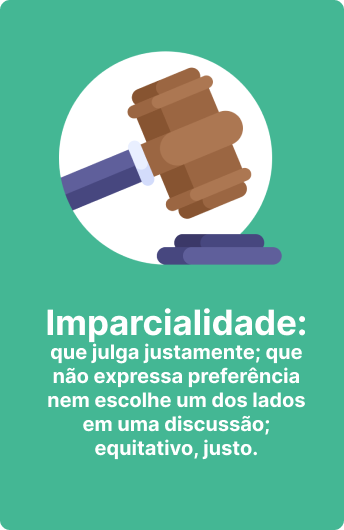 Imparcialidade:
que julga justamente; que
não expressa preferência
nem escolhe um dos lados
em uma discussão;
equitativo, justo.